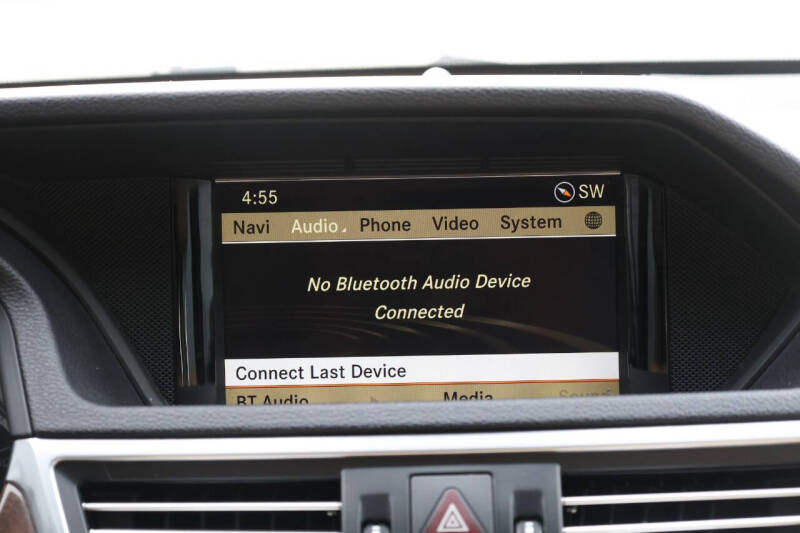 4:55 SW
Navi Audio Phone Video System
No Bluetooth Audio Device
Connected
Connect Last Device
BT Audio Media Sound